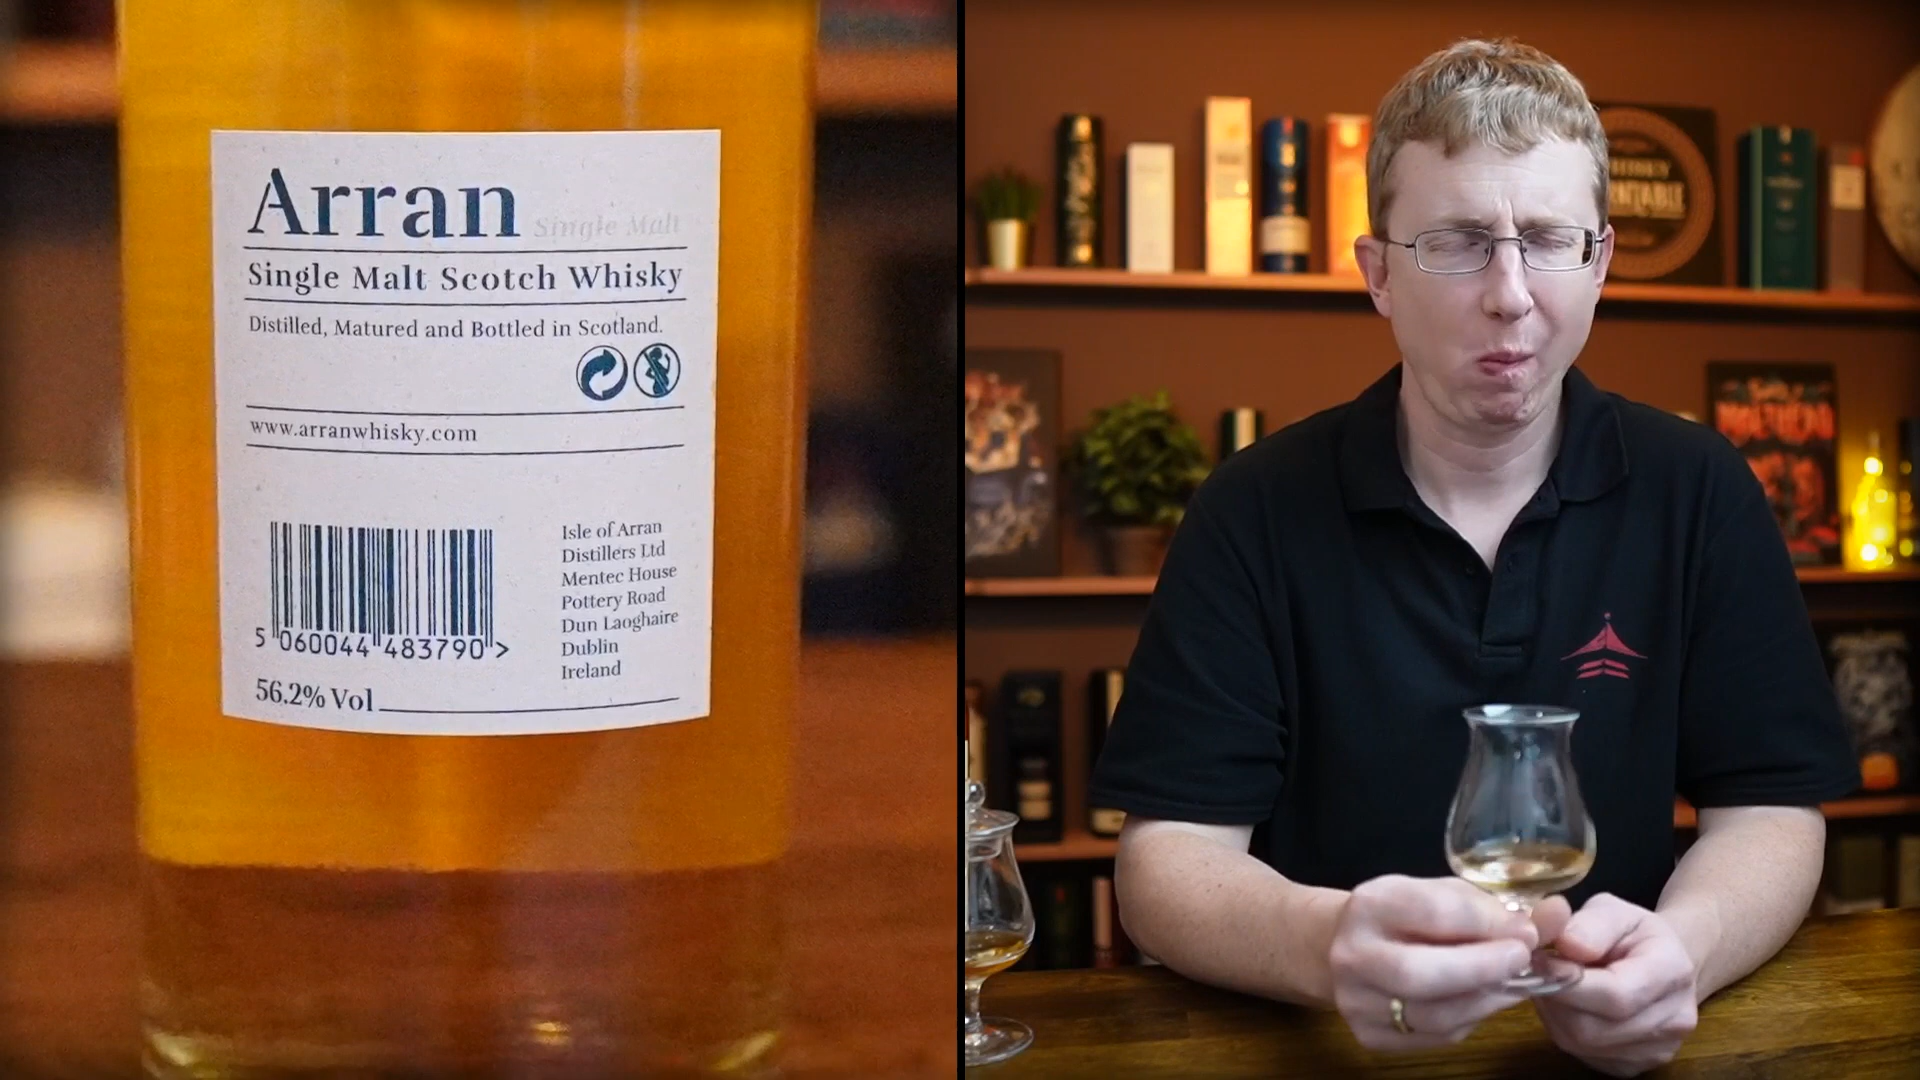 Arran Single Malt
Single Malt Scotch Whisky
Distilled, Matured and Bottled in Scotland.
www.arranwhisky.com
Isle of Arran
Distillers Ltd
Mentec House
Pottery Road
Dun Laoghaire
Dublin
Ireland
5 060044 483790 >
56.2% Vol